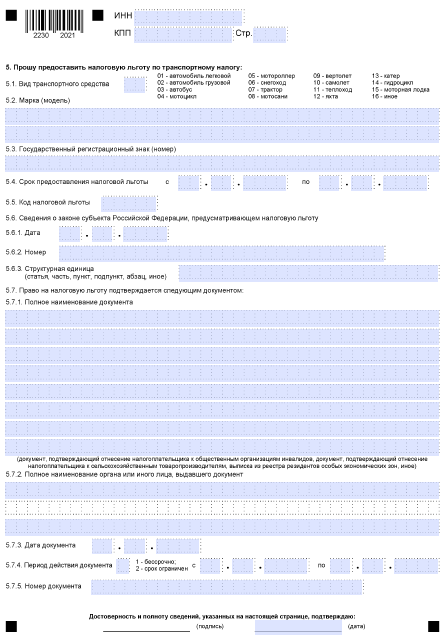 ИНН
2230 2021
КПП Стр.
5. Прошу предоставить налоговую льготу по транспортному налогу:
5.1. Вид транспортного средства
01 - автомобиль легковой 05 - мотороллер 09 - вертолет 13 - катер
02 - автомобиль грузовой 06 - снегоход 10 - самолет 14 - гидроцикл
03 - автобус 07 - трактор 11 - теплоход 15 - моторная лодка
04 - мотоцикл 08 - мотосани 12 - яхта 16 - иное
5.2. Марка (модель)
5.3. Государственный регистрационный знак (номер)
5.4. Срок предоставления налоговой льготы с . . по . .
5.5. Код налоговой льготы
5.6. Сведения о законе субъекта Российской Федерации, предусматривающем налоговую льготу
5.6.1. Дата . .
5.6.2. Номер
5.6.3. Структурная единица
(статья, часть, пункт, подпункт, абзац, иное)
5.7. Право на налоговую льготу подтверждается следующим документом:
5.7.1. Полное наименование документа
(документ, подтверждающий отнесение налогоплательщика к общественным организациям инвалидов, документ, подтверждающий отнесение
налогоплательщика к сельскохозяйственным товаропроизводителям, выписка из реестра резидентов особых экономических зон, иное)
5.7.2. Полное наименование органа или иного лица, выдавшего документ
5.7.3. Дата документа . .
5.7.4. Период действия документа 1 - бессрочно; с . . по . .
2 - срок ограничен
5.7.5. Номер документа
Достоверность и полноту сведений, указанных на настоящей странице, подтверждаю:
(подпись) (дата)